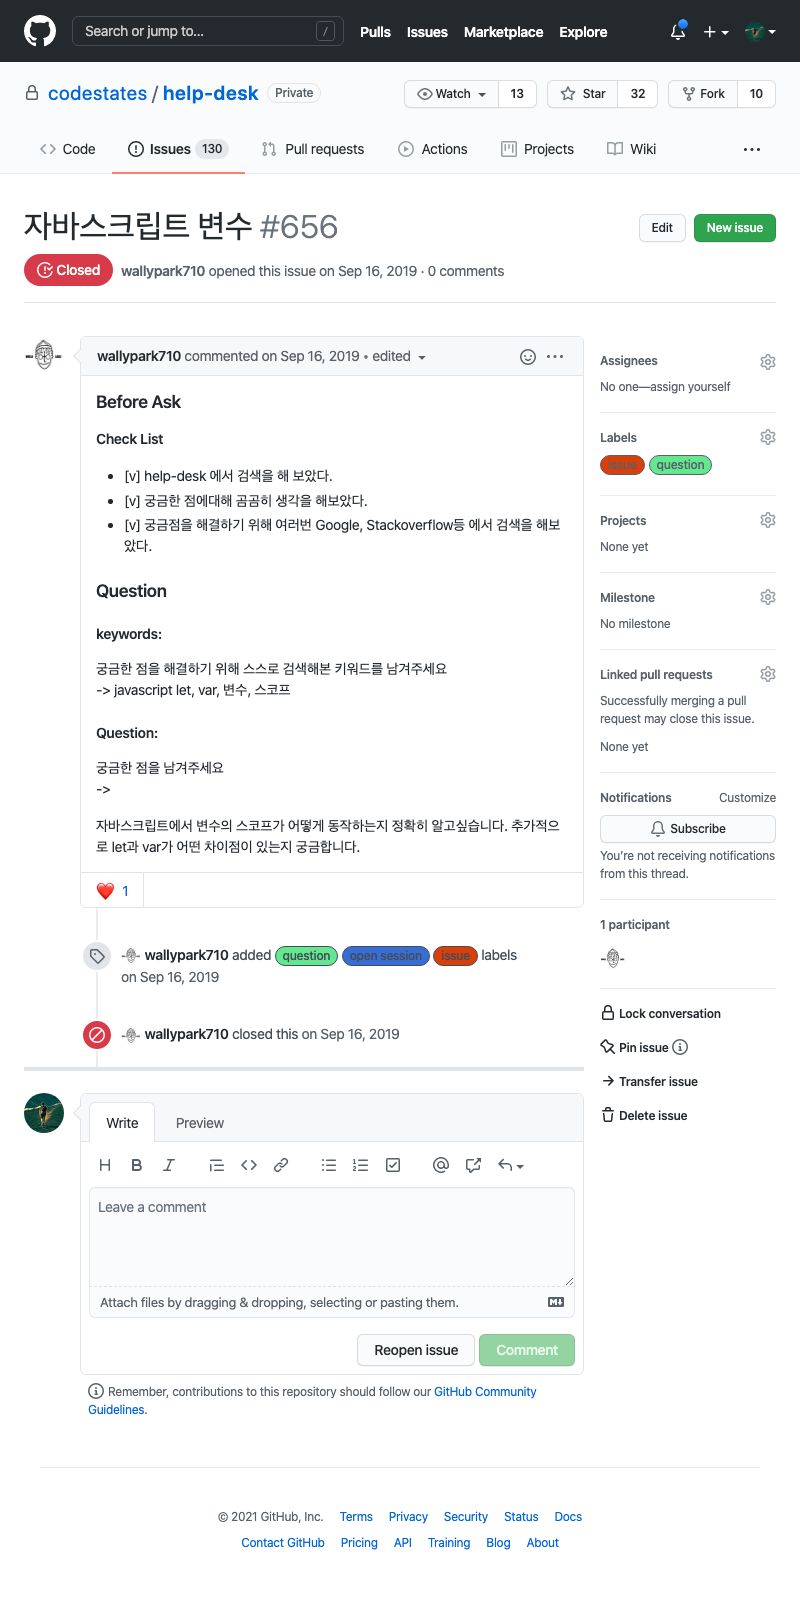 Search or jump to...
/
Pulls
Issues
Marketplace
Explore
codestates / help-desk
Private
Watch
13
Star
32
Fork
10
Code
Issues 130
Pull requests
Actions
Projects
Wiki
자바스크립트 변수 #656
Edit
New issue
Closed
wallypark710 opened this issue on Sep 16, 2019 · 0 comments
wallypark710 commented on Sep 16, 2019 • edited
Before Ask
Check List
• [v] help-desk 에서 검색을 해 보았다.
• [v] 궁금한 점에대해 곰곰히 생각을 해보았다.
• [v] 궁금점을 해결하기 위해 여러번 Google, Stackoverflow등 에서 검색을 해보
았다.
Question
keywords:
궁금한 점을 해결하기 위해 스스로 검색해본 키워드를 남겨주세요
-> javascript let, var, 변수, 스코프
Question:
궁금한 점을 남겨주세요
->
자바스크립트에서 변수의 스코프가 어떻게 동작하는지 정확히 알고싶습니다. 추가적으
로 let과 var가 어떤 차이점이 있는지 궁금합니다.
❤️ 1
wallypark710 added question open session issue labels
on Sep 16, 2019
wallypark710 closed this on Sep 16, 2019
Write
Preview
H B I
Leave a comment
Attach files by dragging & dropping, selecting or pasting them.
Reopen issue
Comment
Remember, contributions to this repository should follow our GitHub Community
Guidelines.
Assignees
No one—assign yourself
Labels
issue question
Projects
None yet
Milestone
No milestone
Linked pull requests
Successfully merging a pull
request may close this issue.
None yet
Notifications
Customize
Subscribe
You're not receiving notifications
from this thread.
1 participant
Lock conversation
Pin issue
Transfer issue
Delete issue
© 2021 GitHub, Inc.
Terms
Privacy
Security
Status
Docs
Contact GitHub
Pricing
API
Training
Blog
About